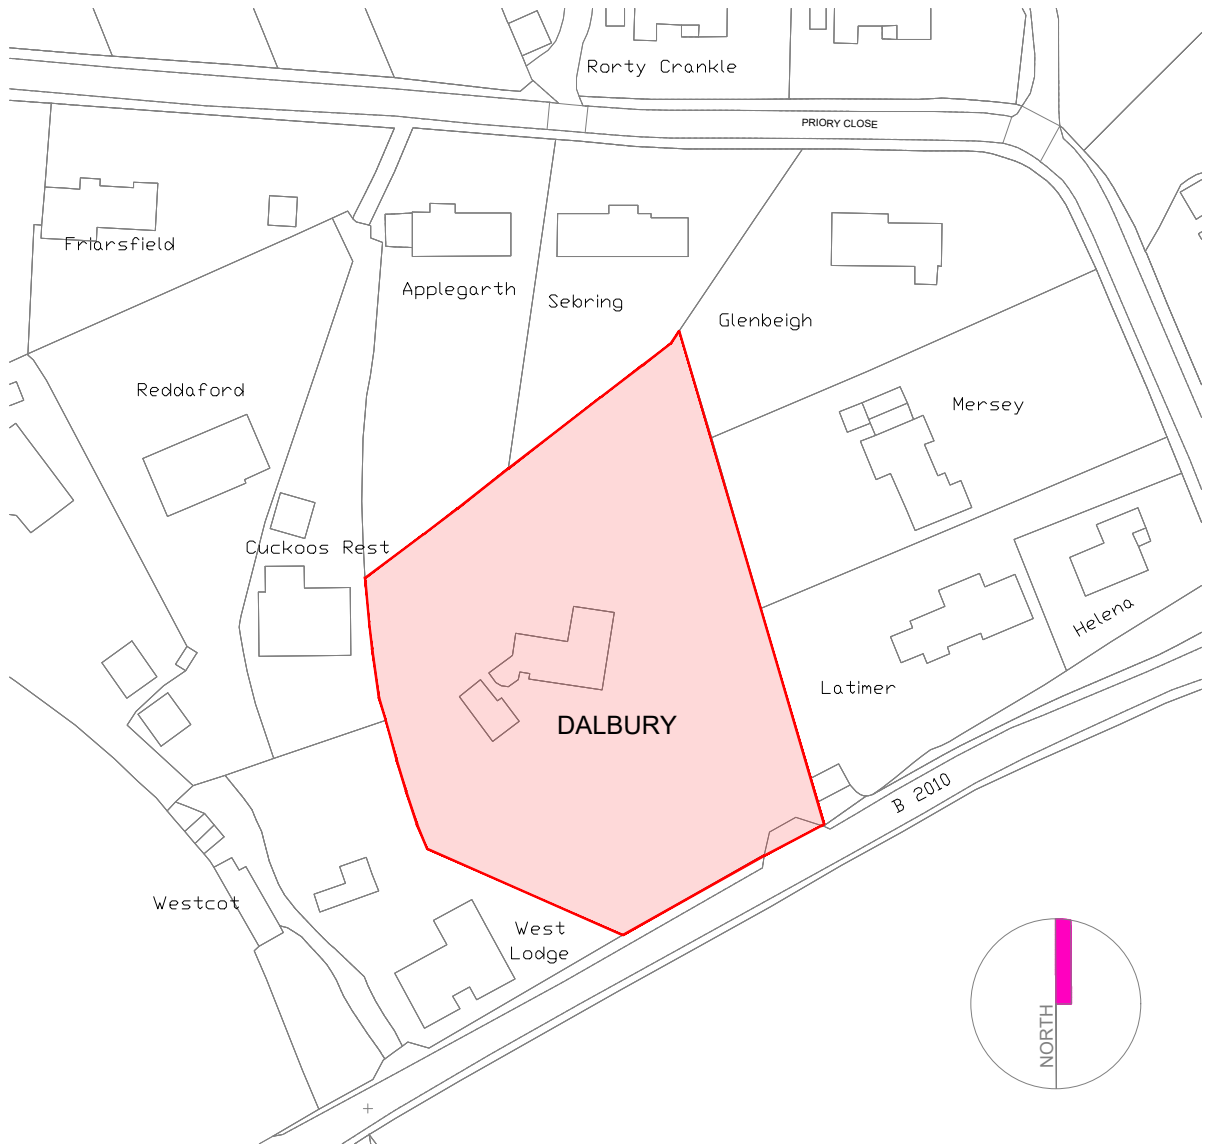 Rorty Crankle
PRIORY CLOSE
Friarsfield
Applegarth
Sebring
Glenbeigh
Reddaford
Mersey
Cuckoos Rest
Helena
Latimer
DALBURY
B 2010
Westcot
West
Lodge
NORTH